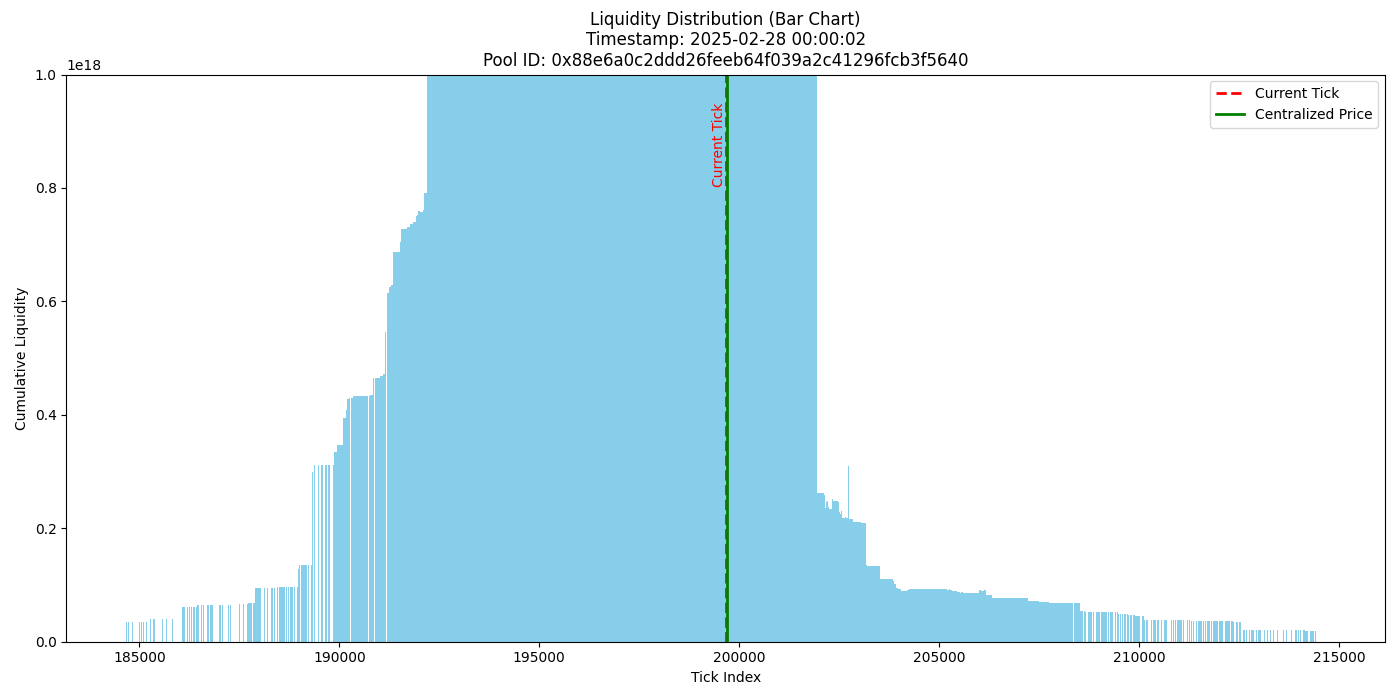 Liquidity Distribution (Bar Chart)
Timestamp: 2025-02-28 00:00:02
Pool ID: 0x88e6a0c2ddd26feeb64f039a2c41296fcb3f5640
1e18
1.0
0.8
0.6
0.4
0.2
0.0
Cumulative Liquidity
Current Tick
Current Tick
Centralized Price
185000
190000
195000
200000
205000
210000
215000
Tick Index